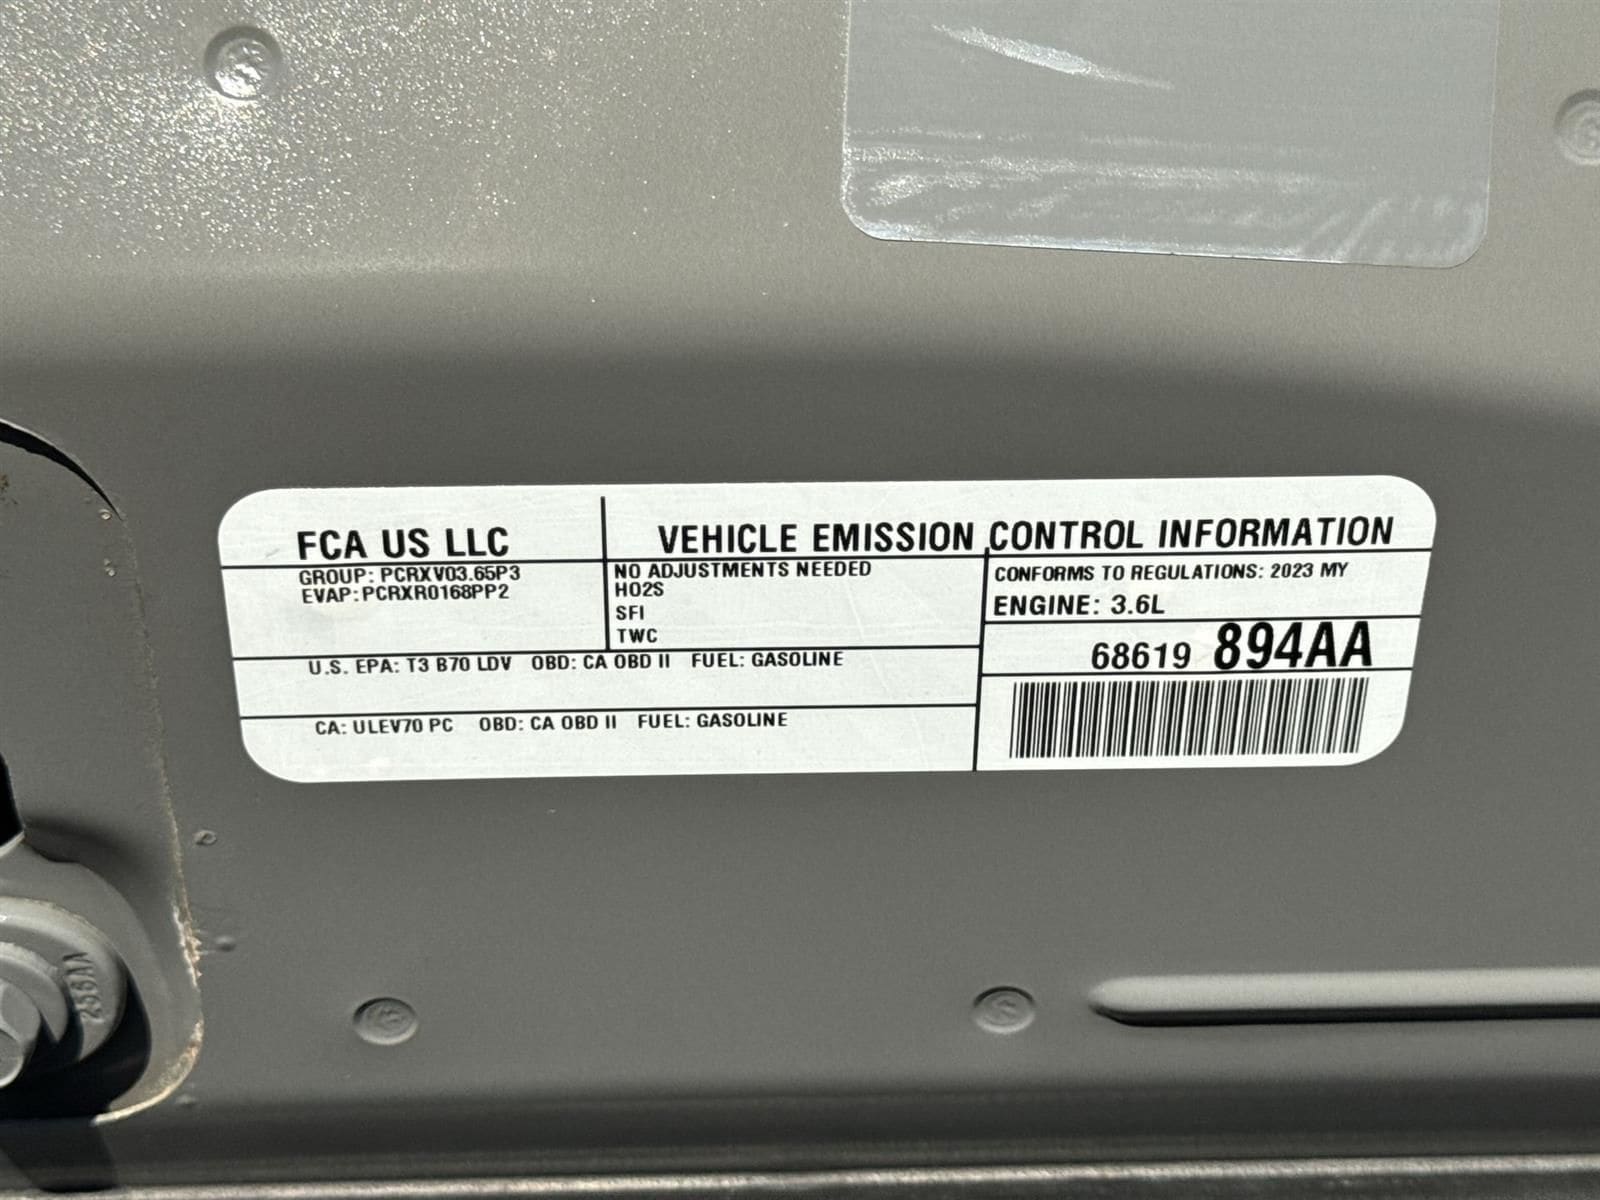 FCA US LLC
VEHICLE EMISSION CONTROL INFORMATION
GROUP: PCRXV03.65P3
EVAP: PCRXR0168PP2
NO ADJUSTMENTS NEEDED
HO2S
SFI
TWC
CONFORMS TO REGULATIONS: 2023 MY
ENGINE: 3.6L
68619 894AA
U.S. EPA: T3 B70 LDV OBD: CA OBD II FUEL: GASOLINE
CA: ULEV70 PC OBD: CA OBD II FUEL: GASOLINE
256AA